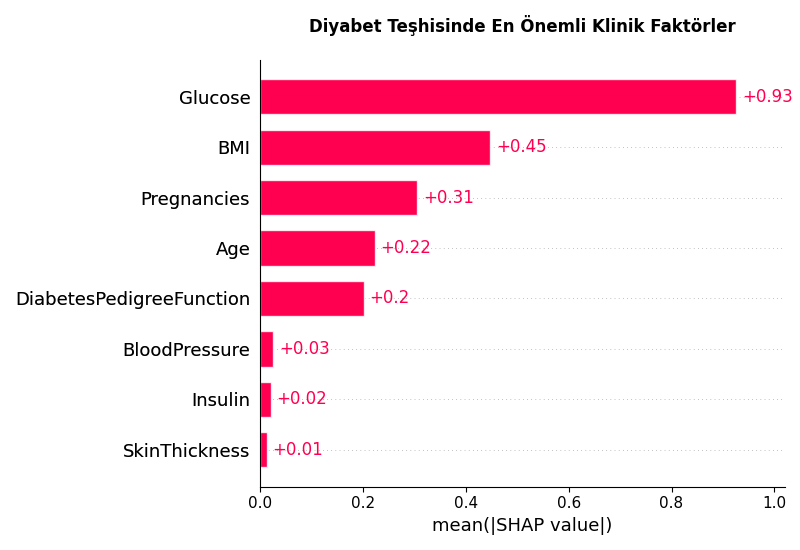 Diyabet Teşhisinde En Önemli Klinik Faktörler
Glucose +0.93
BMI +0.45
Pregnancies +0.31
Age +0.22
DiabetesPedigreeFunction +0.2
BloodPressure +0.03
Insulin +0.02
SkinThickness +0.01
0.0 0.2 0.4 0.6 0.8 1.0
mean(|SHAP value|)